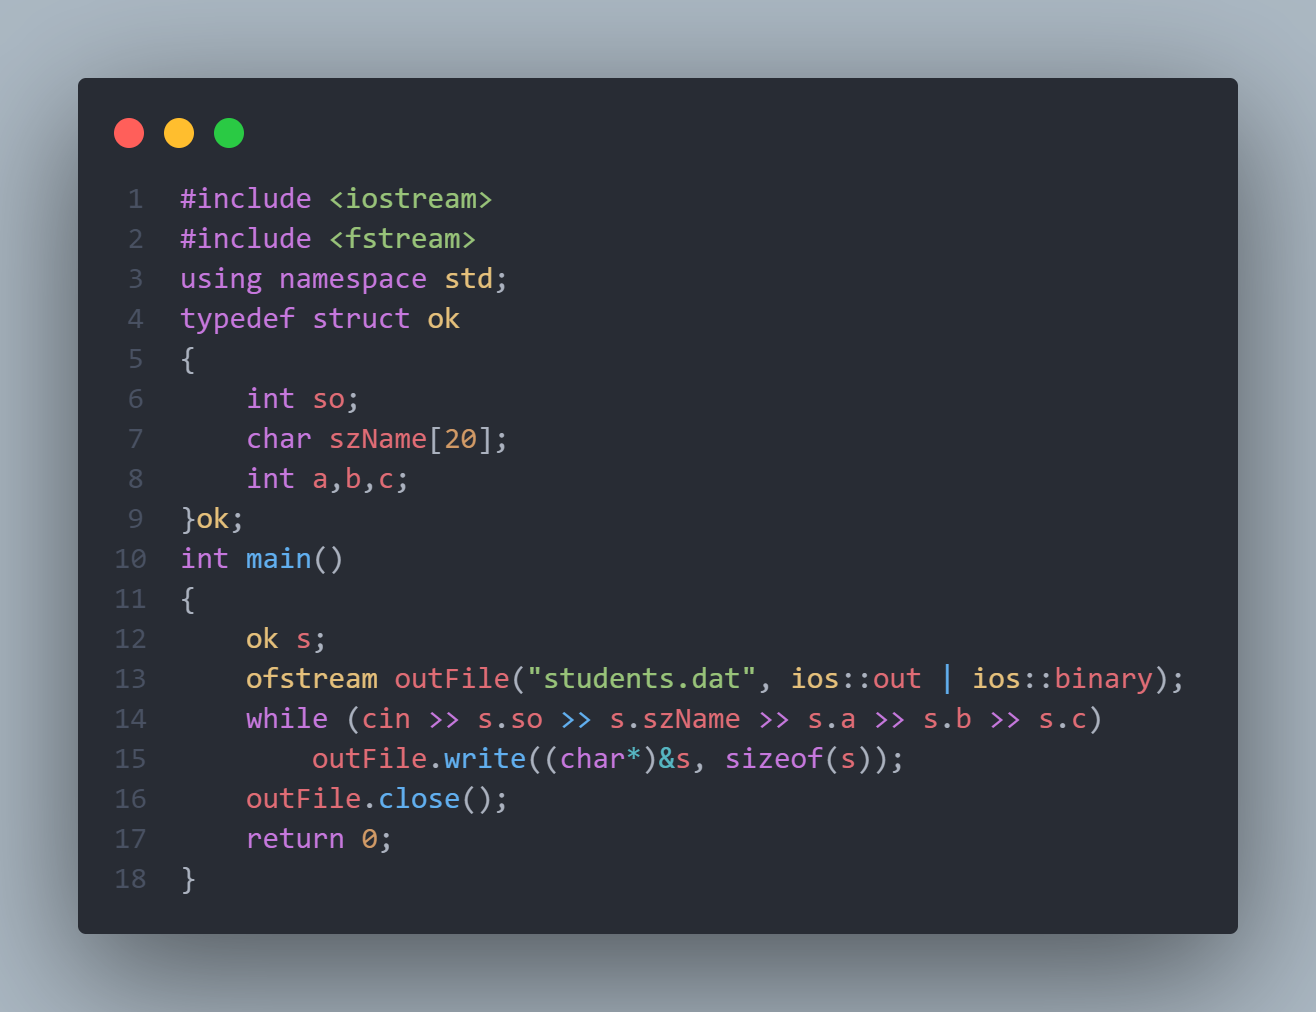 1 #include <iostream>
2 #include <fstream>
3 using namespace std;
4 typedef struct ok
5 {
6     int so;
7     char szName[20];
8     int a,b,c;
9 }ok;
10 int main()
11 {
12     ok s;
13     ofstream outFile("students.dat", ios::out | ios::binary);
14     while (cin >> s.so >> s.szName >> s.a >> s.b >> s.c)
15         outFile.write((char*)&s, sizeof(s));
16     outFile.close();
17     return 0;
18 }